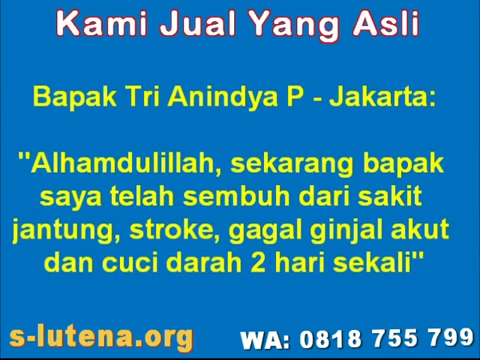 Kami Jual Yang Asli
Bapak Tri Anindya P - Jakarta:
"Alhamdulillah, sekarang bapak
saya telah sembuh dari sakit
jantung, stroke, gagal ginjal akut
dan cuci darah 2 hari sekali"
s-lutena.org
WA: 0818 755 799